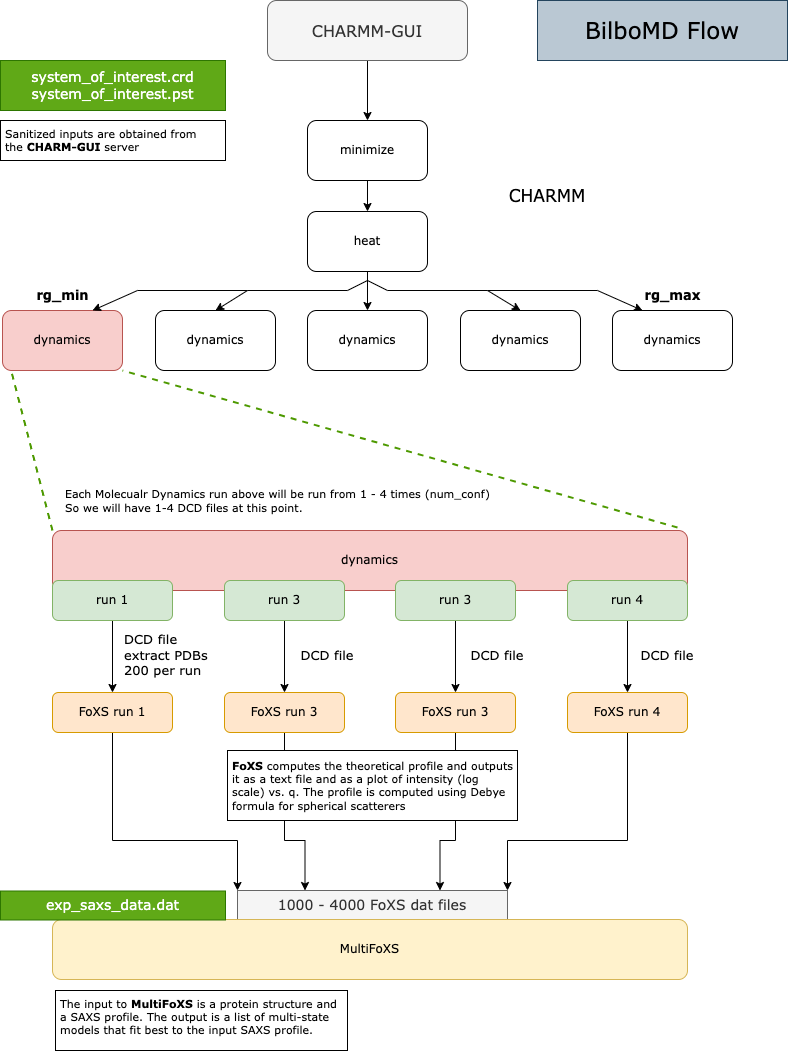 CHARMM-GUI
BilboMD Flow
system_of_interest.crd
system_of_interest.pst
Sanitized inputs are obtained from
the CHARM-GUI server
minimize
CHARMM
heat
rg_min
rg_max
dynamics
dynamics
dynamics
dynamics
dynamics
Each Molecualr Dynamics run above will be run from 1 - 4 times (num_conf)
So we will have 1-4 DCD files at this point.
dynamics
run 1
run 3
run 3
run 4
DCD file
extract PDBs
200 per run
DCD file
DCD file
DCD file
FoXS run 1
FoXS run 3
FoXS run 3
FoXS run 4
FoXS computes the theoretical profile and outputs
it as a text file and as a plot of intensity (log
scale) vs. q. The profile is computed using Debye
formula for spherical scatterers
exp_saxs_data.dat
1000 - 4000 FoXS dat files
MultiFoXS
The input to MultiFoXS is a protein structure and
a SAXS profile. The output is a list of multi-state
models that fit best to the input SAXS profile.